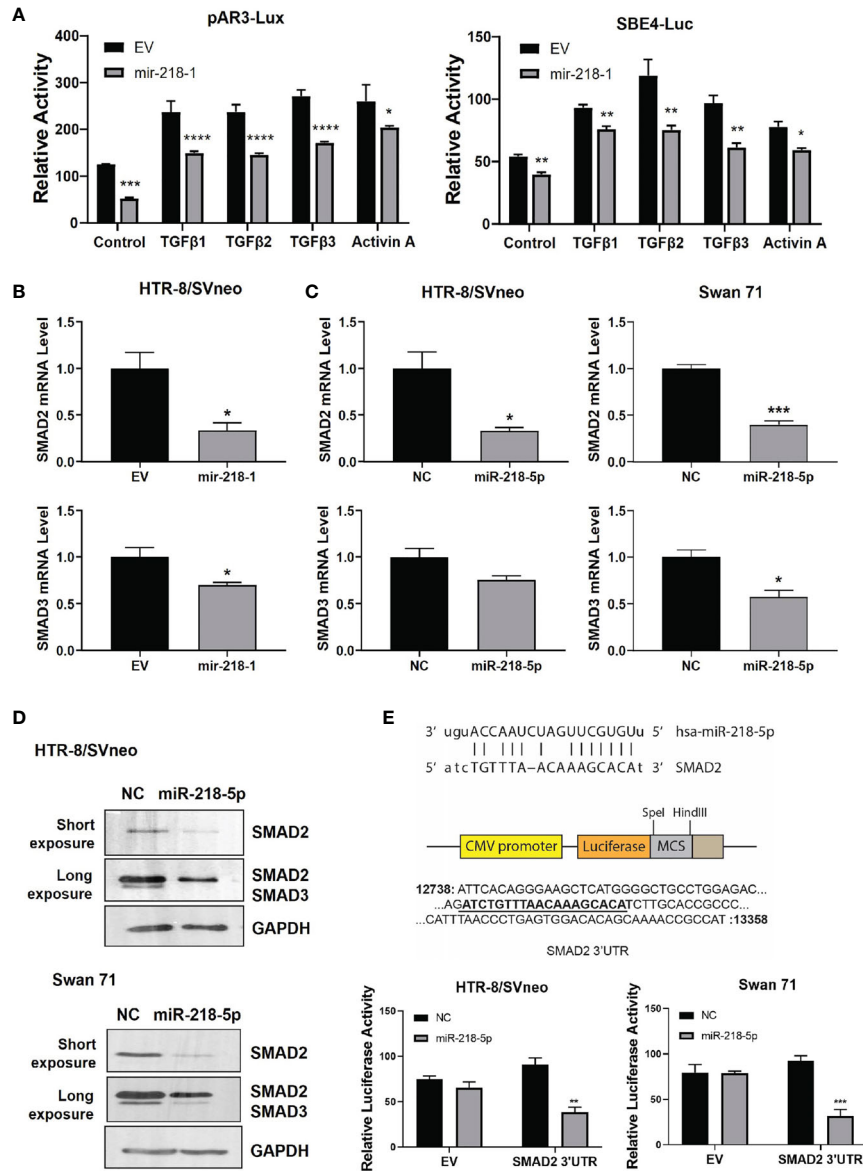 A
pAR3-Lux
EV
mir-218-1
Relative Activity
400
300
200
100
0
***
****
****
****
*
Control TGFβ1 TGFβ2 TGFβ3 Activin A
SBE4-Luc
EV
mir-218-1
Relative Activity
150
100
50
0
**
**
**
**
*
Control TGFβ1 TGFβ2 TGFβ3 Activin A
B
HTR-8/SVneo
SMAD2 mRNA Level
1.5
1.0
0.5
0.0
*
EV mir-218-1
SMAD3 mRNA Level
1.5
1.0
0.5
0.0
*
EV mir-218-1
C
HTR-8/SVneo
SMAD2 mRNA Level
1.5
1.0
0.5
0.0
*
NC miR-218-5p
Swan 71
SMAD2 mRNA Level
1.5
1.0
0.5
0.0
***
NC miR-218-5p
SMAD3 mRNA Level
1.5
1.0
0.5
0.0
NC miR-218-5p
SMAD3 mRNA Level
1.5
1.0
0.5
0.0
*
NC miR-218-5p
D
HTR-8/SVneo
NC miR-218-5p
Short
exposure
SMAD2
Long
exposure
SMAD2
SMAD3
GAPDH
Swan 71
NC miR-218-5p
Short
exposure
SMAD2
Long
exposure
SMAD2
SMAD3
GAPDH
E
3' uguACCAAUCUAGUUCGUGUu 5' hsa-miR-218-5p
5' atcTGTTTA–ACAAAGCACAt 3' SMAD2
SpeI HindIII
CMV promoter Luciferase MCS
12738: ATTCACAGGGAAGCTCATGGGGCTGCCTGGAGAC...
...AGATCTGTTTAACAAAGCACATCTTGCACCGCCC...
...CATTTAACCCTGAGTGGACACAGCAAAACCGCCAT :13358
SMAD2 3'UTR
HTR-8/SVneo
NC
miR-218-5p
Relative Luciferase Activity
150
100
50
0
**
EV SMAD2 3'UTR
Swan 71
NC
miR-218-5p
Relative Luciferase Activity
150
100
50
0
***
EV SMAD2 3'UTR